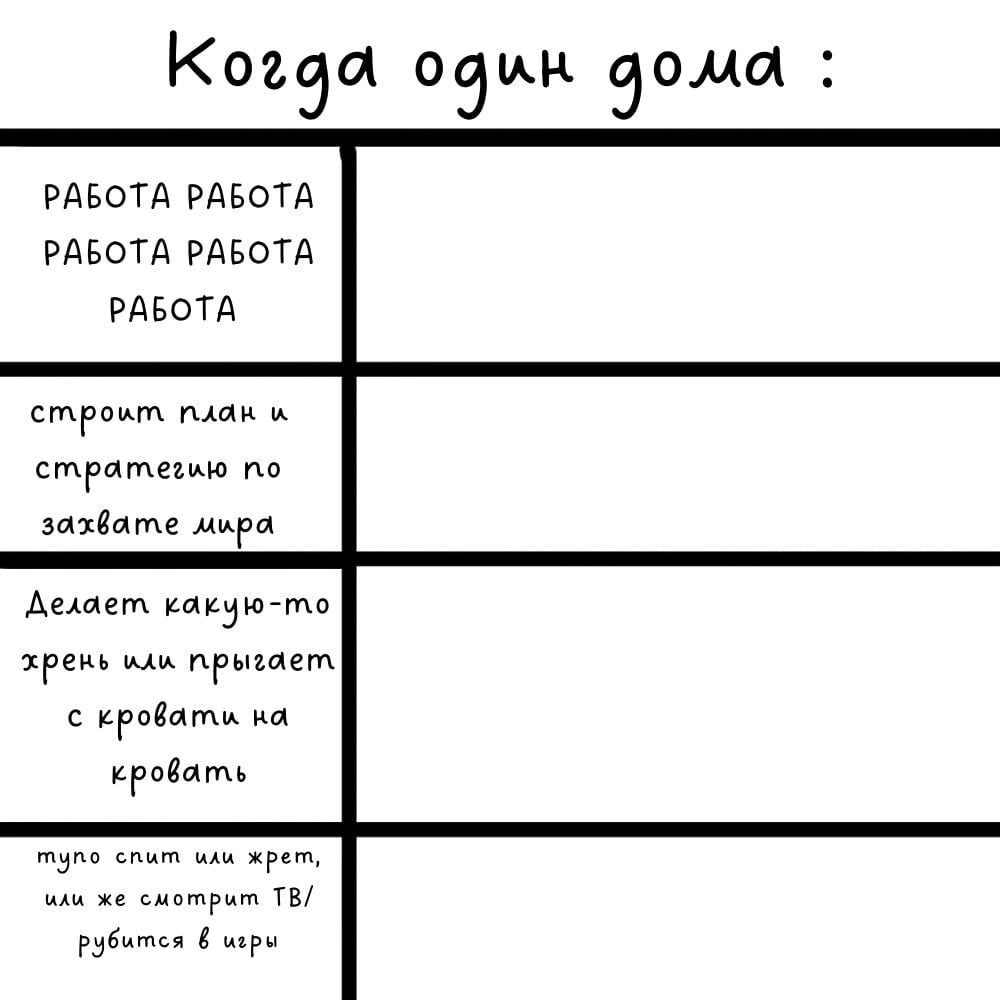 Когда один дома :
РАБОТА РАБОТА
РАБОТА РАБОТА
РАБОТА
строит план и
стратегию по
захвате мира
Делает какую-то
хрень или прыгает
с кровати на
кровать
тупо спит или жрет,
или же смотрит ТВ/
рубится в игры